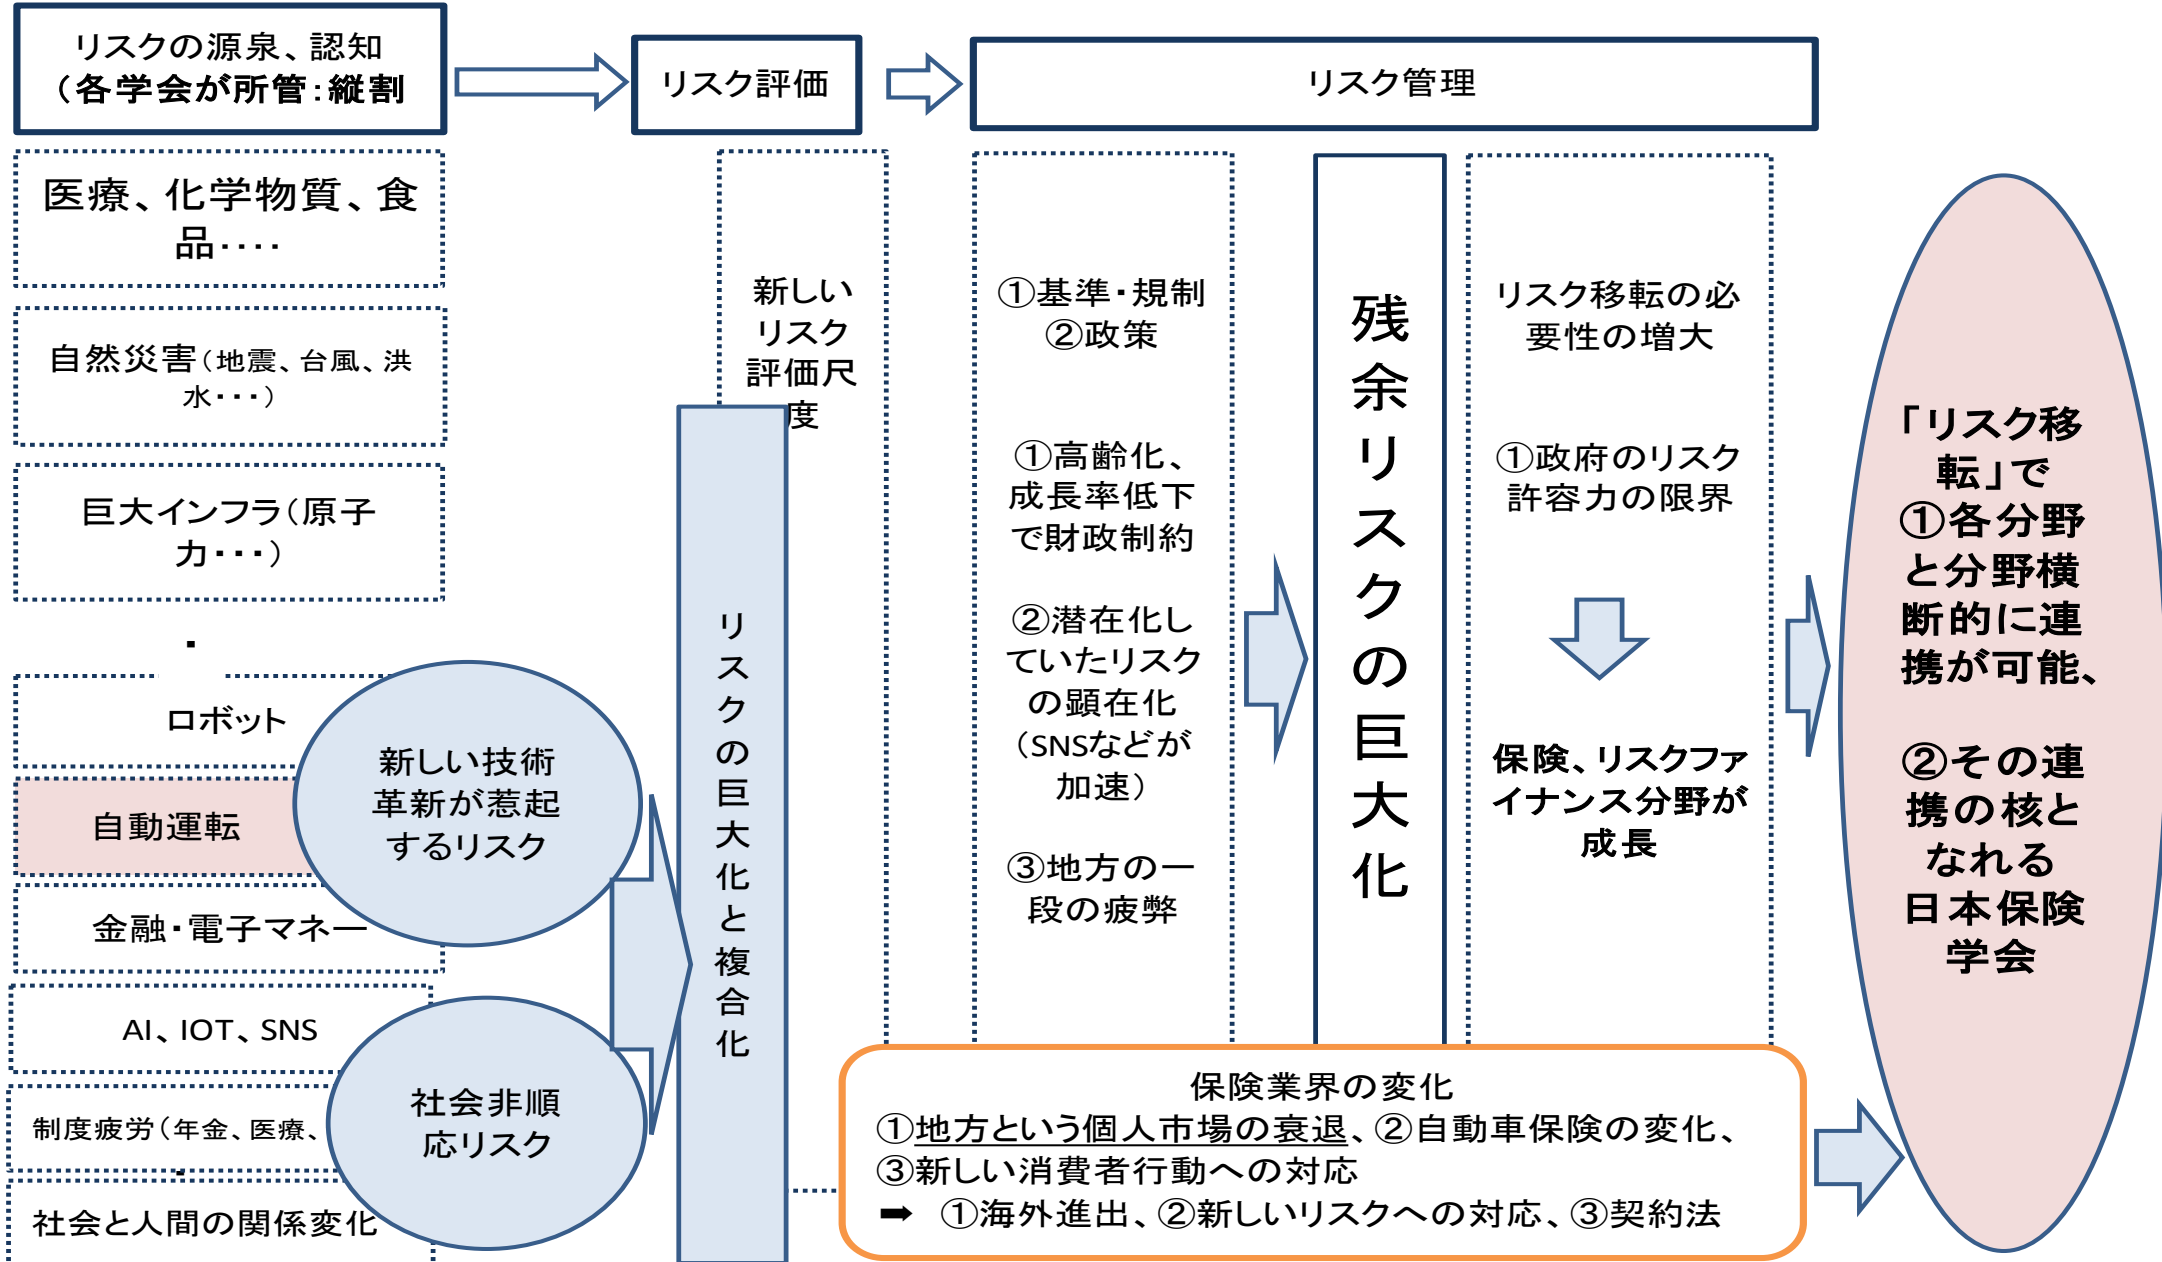 リスクの源泉、認知
（各学会が所管：縦割
リスク評価
リスク管理
医療、化学物質、食
品････
自然災害（地震、台風、洪
水･･･）
巨大インフラ（原子
力･･･）
・
ロボット
自動運転
金融・電子マネー
AI、IOT、SNS
制度疲労（年金、医療、
・
社会と人間の関係変化
新しい技術
革新が惹起
するリスク
社会非順
応リスク
リスクの巨大化と複合化
新しい
リスク
評価尺
度
①基準・規制
②政策
①高齢化、
成長率低下
で財政制約
②潜在化し
ていたリスク
の顕在化
（SNSなどが
加速）
③地方の一
段の疲弊
残余リスクの巨大化
リスク移転の必
要性の増大
①政府のリスク
許容力の限界
保険、リスクファ
イナンス分野が
成長
「リスク移
転」で
①各分野
と分野横
断的に連
携が可能、
②その連
携の核と
なれる
日本保険
学会
保険業界の変化
①地方という個人市場の衰退、②自動車保険の変化、
③新しい消費者行動への対応
➡ ①海外進出、②新しいリスクへの対応、③契約法